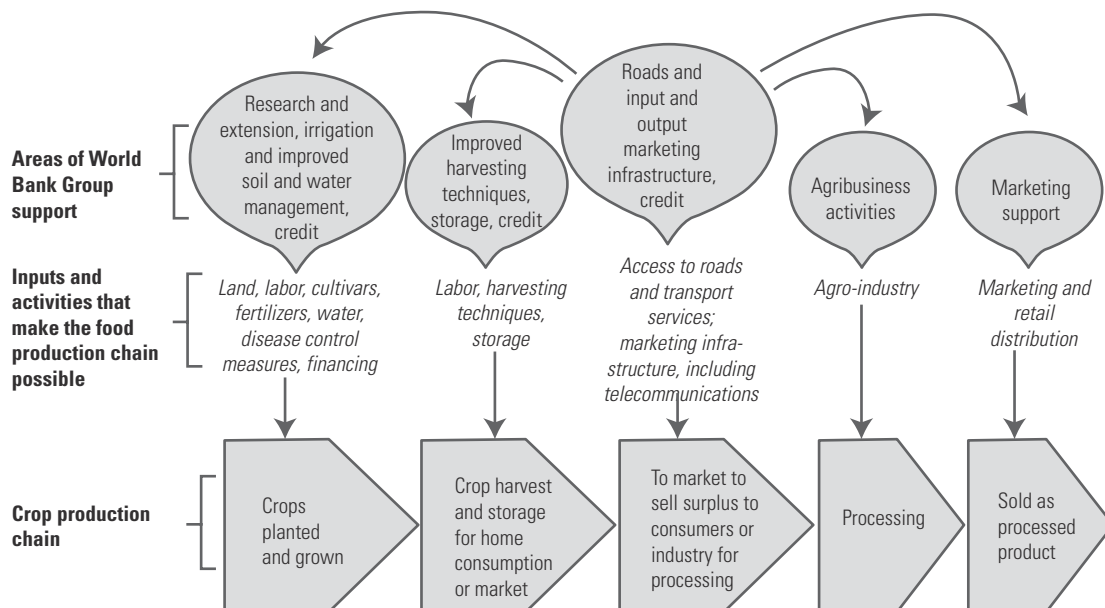 Areas of World
Bank Group
support
Research and
extension, irrigation
and improved
soil and water
management,
credit
Improved
harvesting
techniques,
storage, credit
Roads and
input and
output
marketing
infrastructure,
credit
Agribusiness
activities
Marketing
support
Inputs and
activities that
make the food
production chain
possible
Land, labor, cultivars,
fertilizers, water,
disease control
measures, financing
Labor, harvesting
techniques,
storage
Access to roads
and transport
services;
marketing infra-
structure, including
telecommunications
Agro-industry
Marketing and
retail
distribution
Crop production
chain
Crops
planted
and grown
Crop harvest
and storage
for home
consumption
or market
To market to
sell surplus to
consumers or
industry for
processing
Processing
Sold as
processed
product